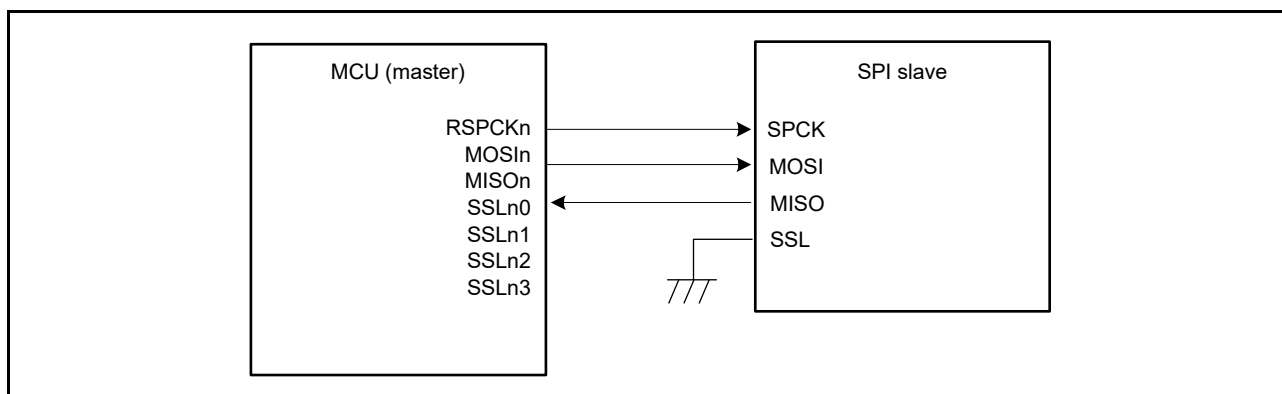 MCU (master)
RSPCKn
MOSIn
MISOn
SSLn0
SSLn1
SSLn2
SSLn3
SPI slave
SPCK
MOSI
MISO
SSL